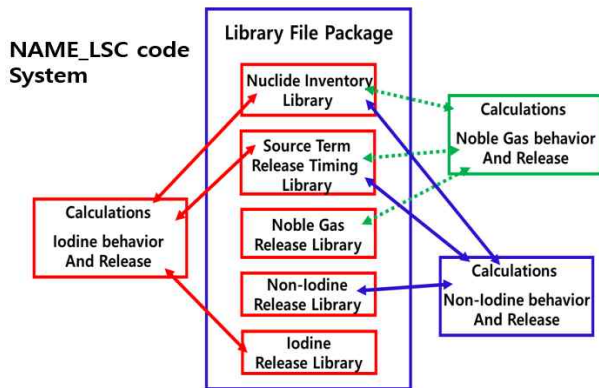 NAME_LSC code
System
Library File Package
Nuclide Inventory
Library
Source Term
Release Timing
Library
Noble Gas
Release Library
Non-Iodine
Release Library
Iodine
Release Library
Calculations
Iodine behavior
And Release
Calculations
Noble Gas behavior
And Release
Calculations
Non-Iodine behavior
And Release